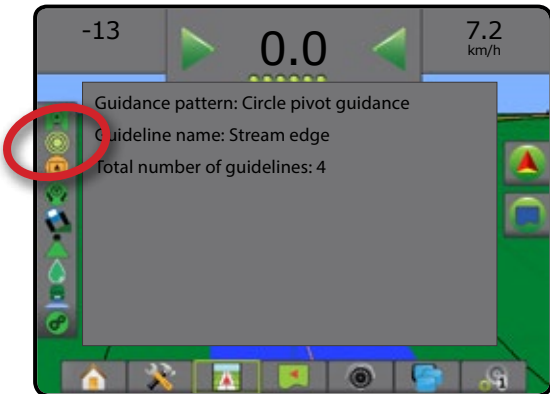 -13
0.0
7.2
km/h
Guidance pattern: Circle pivot guidance
Guideline name: Stream edge
Total number of guidelines: 4
1